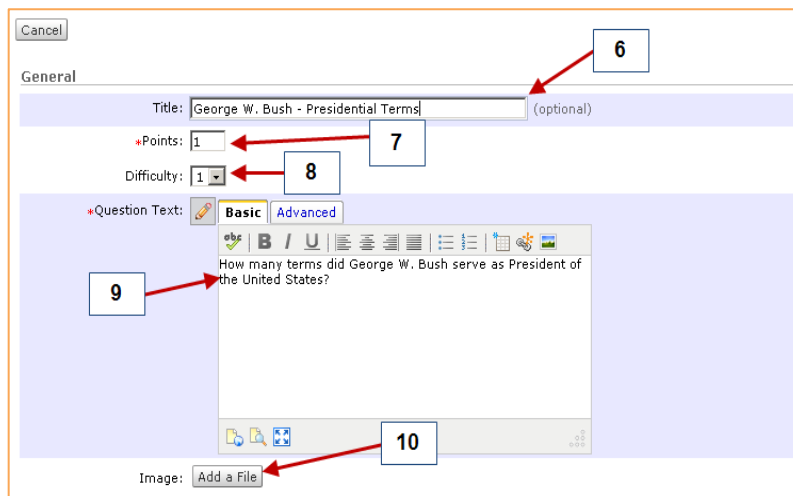 Cancel
6
General
Title: George W. Bush - Presidential Terms (optional)
*Points: 1
7
Difficulty: 1
8
*Question Text: Basic Advanced
abc B I U
How many terms did George W. Bush serve as President of
the United States?
9
10
Image: Add a File